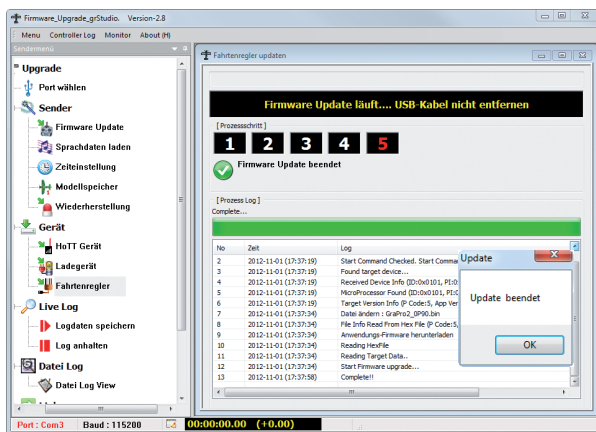 Firmware_Upgrade_grStudio. Version-2.8
Menu Controller Log Monitor About (H)
Sendermenü
Upgrade
Port wählen
Sender
Firmware Update
Sprachdaten laden
Zeiteinstellung
Modellspeicher
Wiederherstellung
Gerät
HoTT Gerät
Ladegerät
Fahrtenregler
Live Log
Logdaten speichern
Log anhalten
Datei Log
Datei Log View
Fahrtenregler updaten
Firmware Update läuft.... USB-Kabel nicht entfernen
[Prozessschritt ]
1 2 3 4 5
Firmware Update beendet
[Prozess Log ]
Complete...
No Zeit Log
2 2012-11-01 (17:37:19) Start Command Checked. Start Comma
3 2012-11-01 (17:37:19) Found target device...
4 2012-11-01 (17:37:19) Received Device Info (ID:0x0101, PI:0
5 2012-11-01 (17:37:19) MicroProcessor Found (ID:0x0101, PI:
6 2012-11-01 (17:37:19) Target Version Info (P Code:5, App Ver
7 2012-11-01 (17:37:34) Datei ändern : GraPro2_0P90.bin
8 2012-11-01 (17:37:34) File Info Read From Hex File (P Code:5,
9 2012-11-01 (17:37:34) Anwendungs-Firmware herunterladen
10 2012-11-01 (17:37:34) Reading HexFile
11 2012-11-01 (17:37:34) Reading Target Data..
12 2012-11-01 (17:37:34) Start Firmware upgrade...
13 2012-11-01 (17:37:58) Complete!!
Update
Update beendet
OK
Port : Com3 Baud : 115200 00:00:00.00 (+0.00)